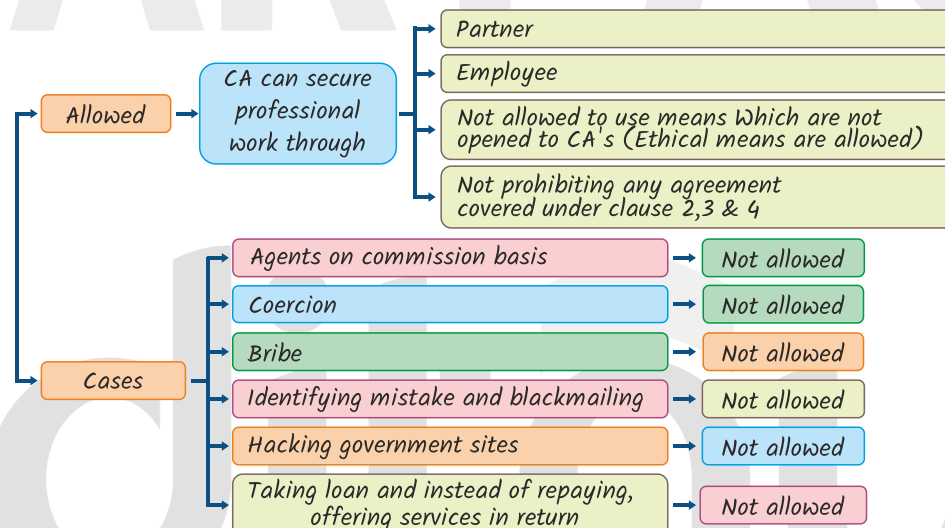 Partner
Employee
Allowed
CA can secure
professional
work through
Not allowed to use means Which are not
opened to CA's (Ethical means are allowed)
Not prohibiting any agreement
covered under clause 2,3 & 4
Agents on commission basis
Not allowed
Coercion
Not allowed
Bribe
Not allowed
Cases
Identifying mistake and blackmailing
Not allowed
Hacking government sites
Not allowed
Taking loan and instead of repaying,
offering services in return
Not allowed